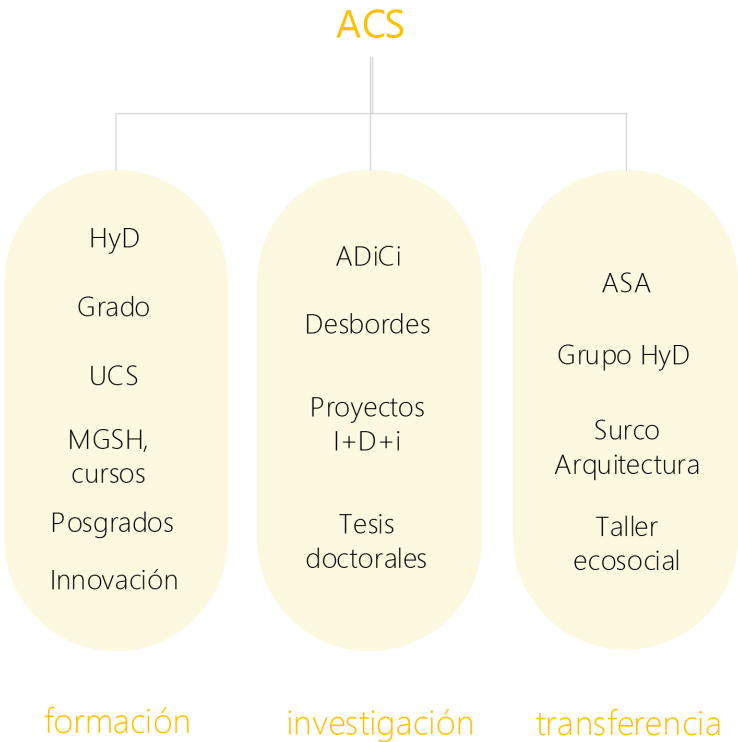 ACS
HyD
Grado
UCS
MGSH,
cursos
Posgrados
Innovación
formación
ADiCi
Desbordes
Proyectos
I+D+i
Tesis
doctorales
investigación
ASA
Grupo HyD
Surco
Arquitectura
Taller
ecosocial
transferencia